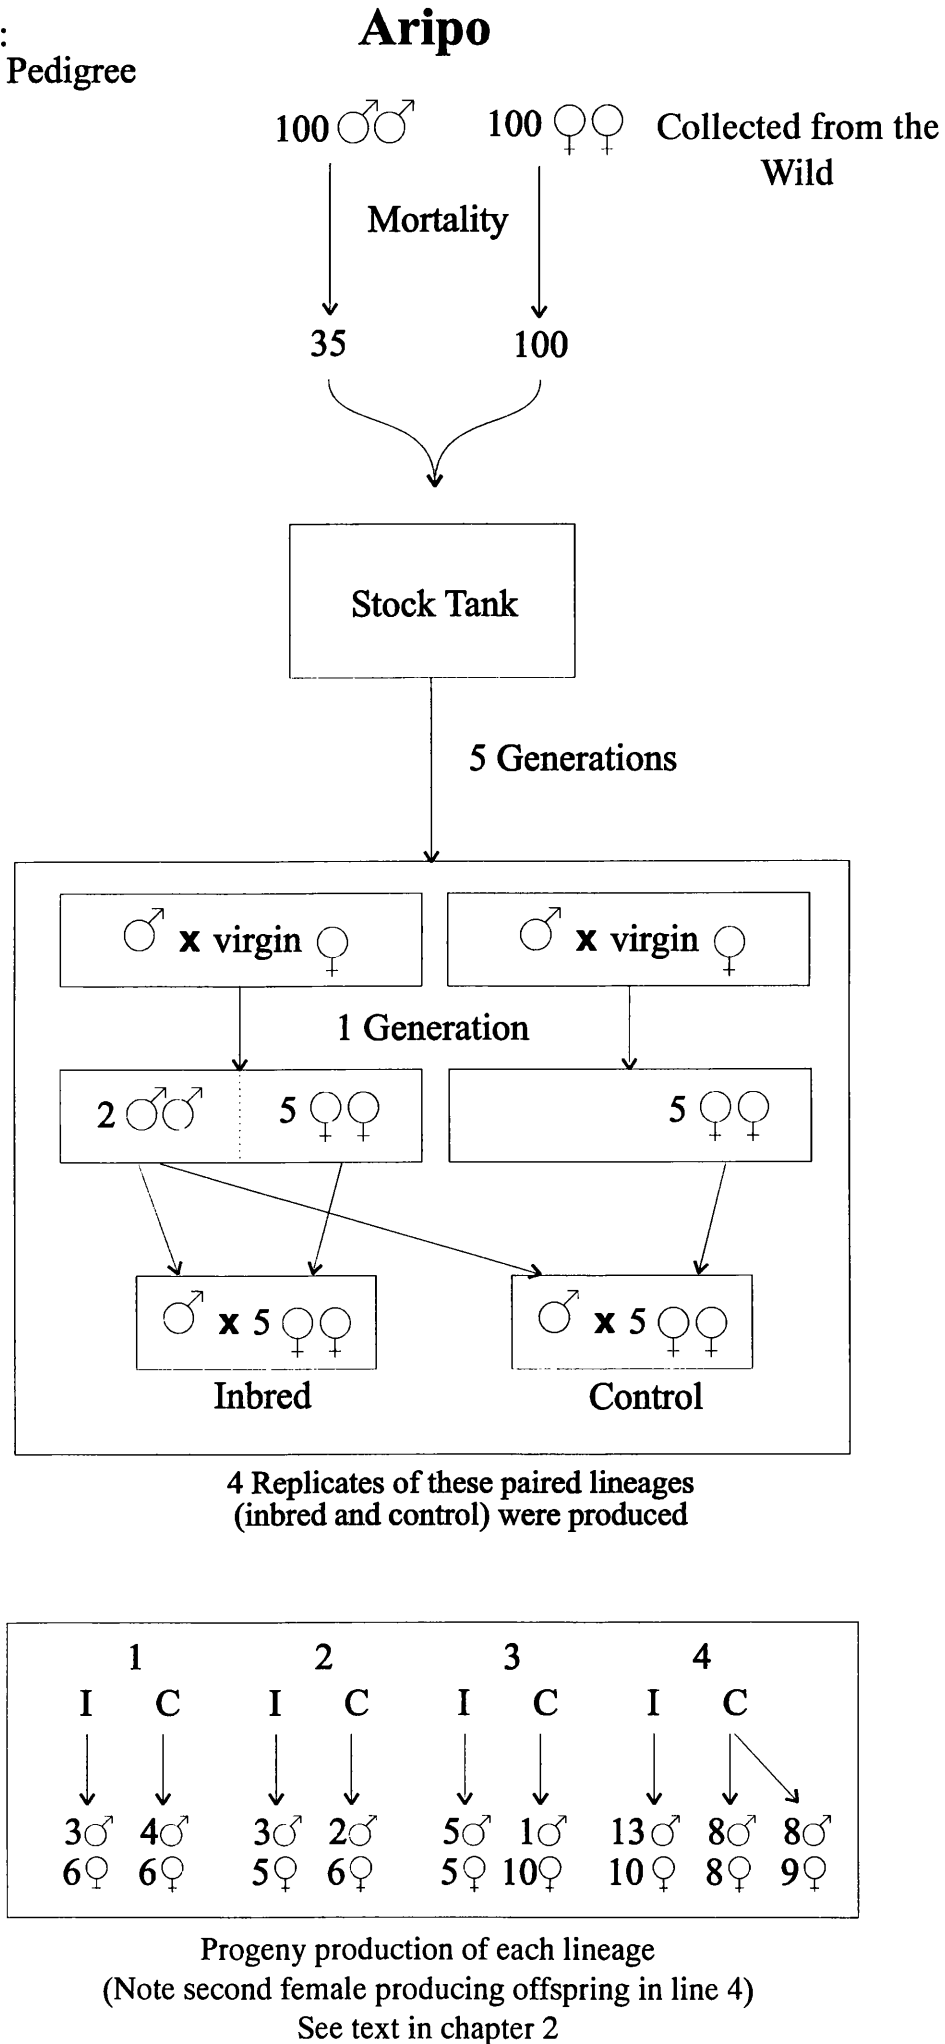 :
Aripo
Pedigree
100 ♂♂ 100 ♀♀ Collected from the
Wild
Mortality
35 100
Stock Tank
5 Generations
♂ x virgin ♀ ♂ x virgin ♀
1 Generation
2 ♂♂ 5 ♀♀ 5 ♀♀
♂ x 5 ♀♀ ♂ x 5 ♀♀
Inbred Control
4 Replicates of these paired lineages
(inbred and control) were produced
1 2 3 4
I C I C I C I C
3♂ 4♂ 3♂ 2♂ 5♂ 1♂ 13♂ 8♂ 8♂
6♀ 6♀ 5♀ 6♀ 5♀ 10♀ 10♀ 8♀ 9♀
Progeny production of each lineage
(Note second female producing offspring in line 4)
See text in chapter 2